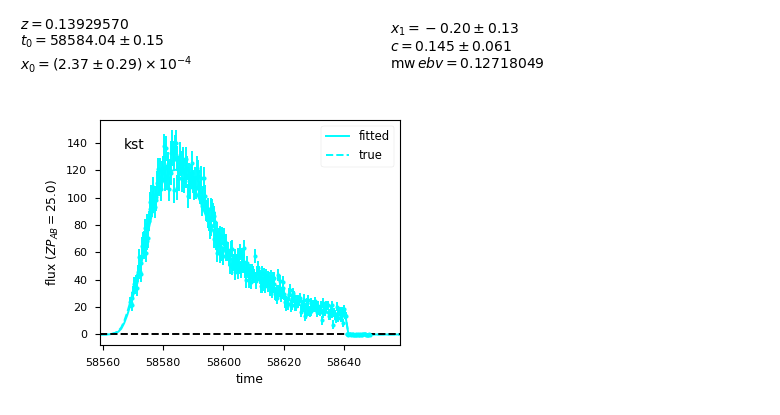 z = 0.13929570
t₀ = 58584.04 ± 0.15
x₀ = (2.37 ± 0.29) × 10⁻⁴
x₁ = −0.20 ± 0.13
c = 0.145 ± 0.061
mw ebv = 0.12718049
kst
fitted
true
140
120
100
80
60
40
20
0
flux (ZP_AB = 25.0)
58560 58580 58600 58620 58640
time